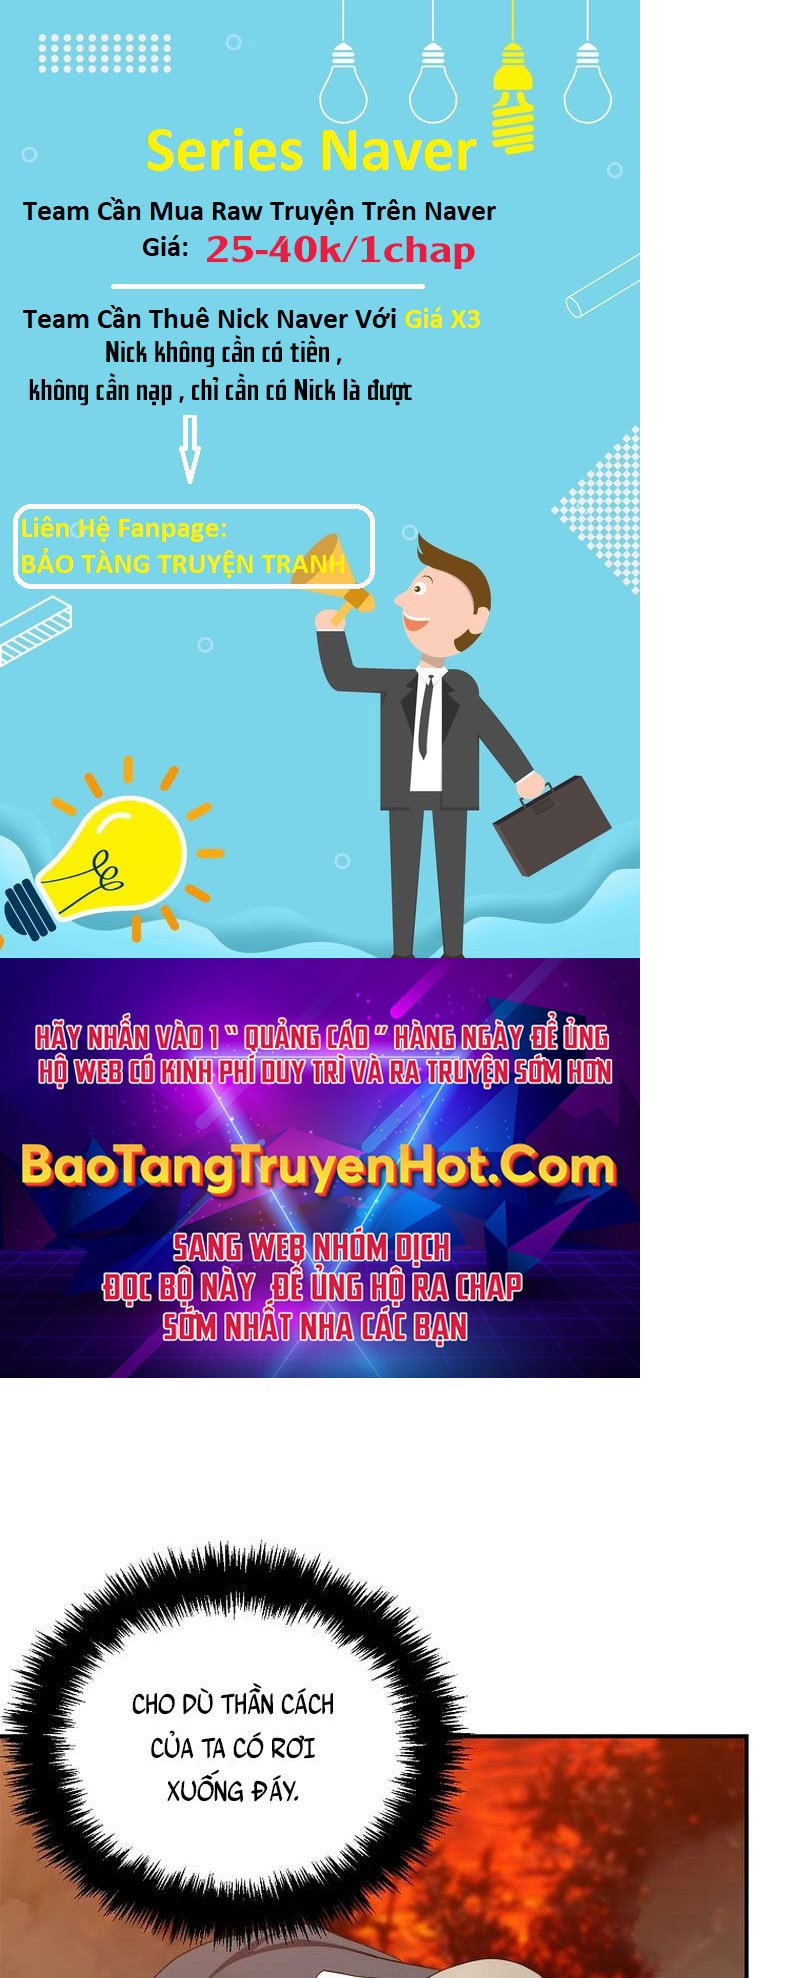 Series Naver
Team Cần Mua Raw Truyện Trên Naver
Giá: 25-40k/1chap
Team Cần Thuê Nick Naver Với Giá X3
Nick không cần có tiền ,
không cần nạp , chỉ cần có Nick là được
Liên Hệ Fanpage:
BẢO TÀNG TRUYỆN TRANH
HÃY NHẤN VÀO 1 “ QUẢNG CÁO ” HÀNG NGÀY ĐỂ ỦNG
HỘ WEB CÓ KINH PHÍ DUY TRÌ VÀ RA TRUYỆN SỚM HƠN
BaoTangTruyenHot.Com
SANG WEB NHÓM DỊCH
ĐỌC BỘ NÀY ĐỂ ỦNG HỘ RA CHAP
SỚM NHẤT NHA CÁC BẠN
CHO DÙ THẦN CÁCH
CỦA TA CÓ RƠI
XUỐNG ĐÁY.